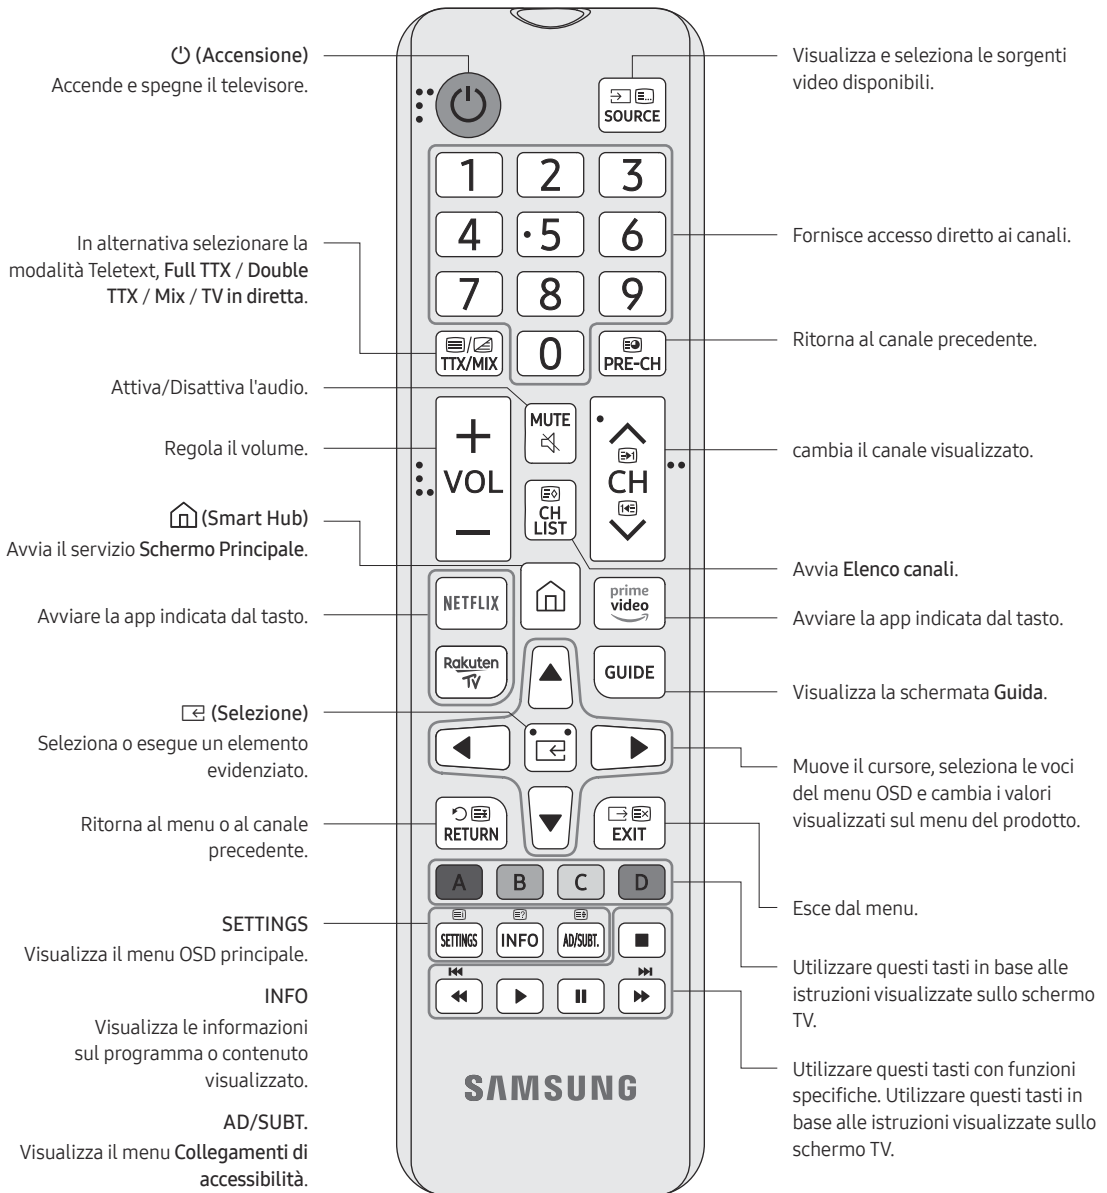 (Accensione)
Accende e spegne il televisore.
In alternativa selezionare la
modalità Teletext, Full TTX / Double
TTX / Mix / TV in diretta.
Attiva/Disattiva l'audio.
Regola il volume.
(Smart Hub)
Avvia il servizio Schermo Principale.
Avviare la app indicata dal tasto.
(Selezione)
Seleziona o esegue un elemento
evidenziato.
Ritorna al menu o al canale
precedente.
SETTINGS
Visualizza il menu OSD principale.
INFO
Visualizza le informazioni
sul programma o contenuto
visualizzato.
AD/SUBT.
Visualizza il menu Collegamenti di
accessibilità.
SOURCE
1 2 3
4 5 6
7 8 9
TTX/MIX 0 PRE-CH
MUTE
VOL
CH
CH
LIST
NETFLIX
prime
video
Rakuten
TV
GUIDE
RETURN
EXIT
A B C D
SETTINGS INFO AD/SUBT.
SAMSUNG
Visualizza e seleziona le sorgenti
video disponibili.
Fornisce accesso diretto ai canali.
Ritorna al canale precedente.
cambia il canale visualizzato.
Avvia Elenco canali.
Avviare la app indicata dal tasto.
Visualizza la schermata Guida.
Muove il cursore, seleziona le voci
del menu OSD e cambia i valori
visualizzati sul menu del prodotto.
Esce dal menu.
Utilizzare questi tasti in base alle
istruzioni visualizzate sullo schermo
TV.
Utilizzare questi tasti con funzioni
specifiche. Utilizzare questi tasti in
base alle istruzioni visualizzate sullo
schermo TV.